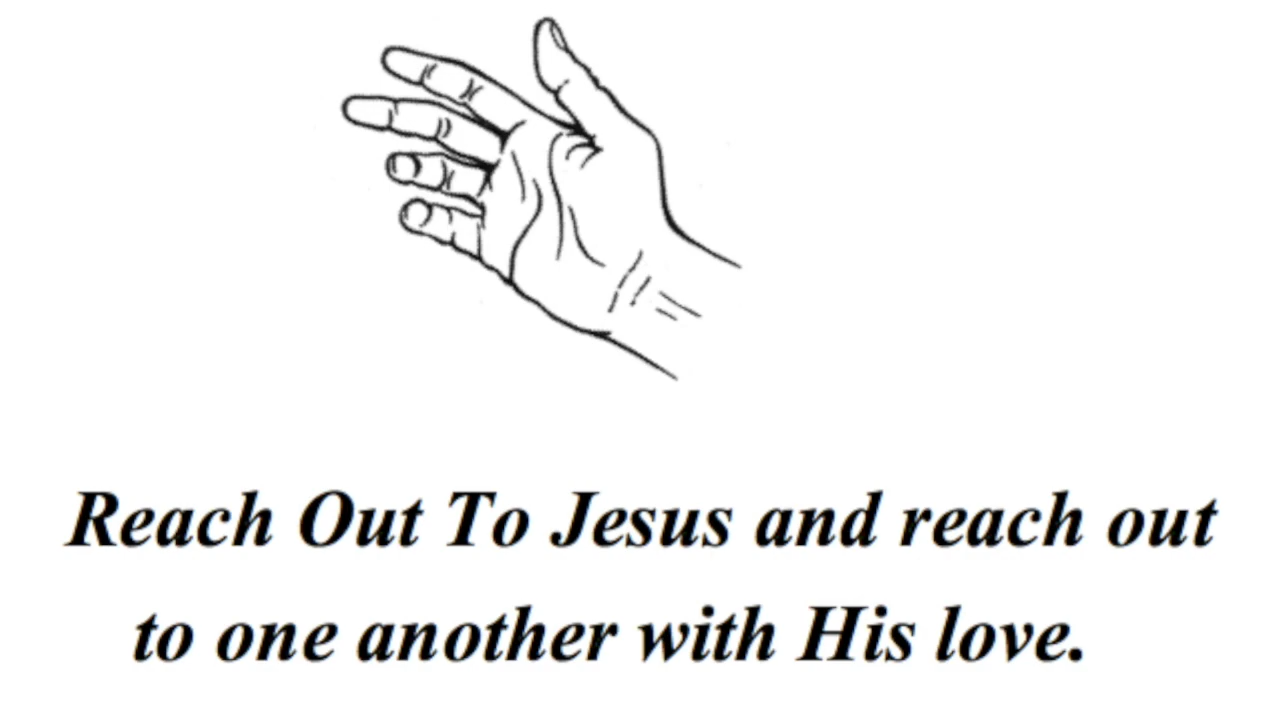 Reach Out To Jesus and reach out
to one another with His love.